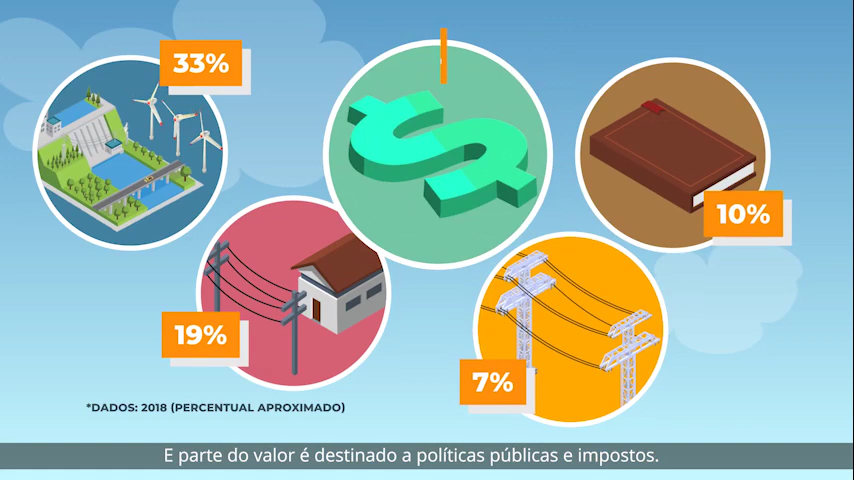 33%
10%
19%
7%
*DADOS: 2018 (PERCENTUAL APROXIMADO)
E parte do valor é destinado a políticas públicas e impostos.